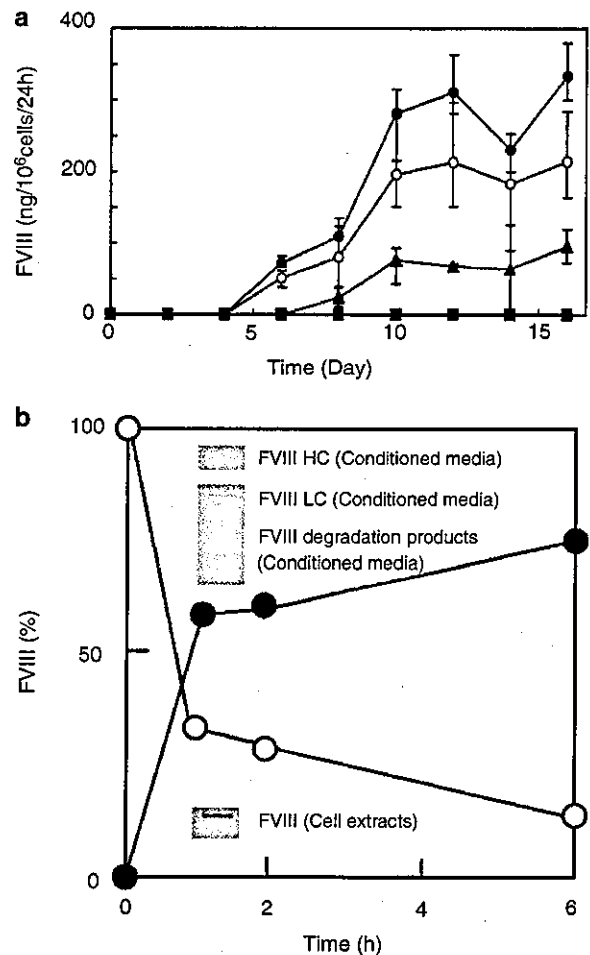 a
400
200
0
FVIII (ng/10⁶cells/24h)
0
5
10
15
Time (Day)
b
100
50
0
FVIII (%)
FVIII HC (Conditioned media)
FVIII LC (Conditioned media)
FVIII degradation products
(Conditioned media)
FVIII (Cell extracts)
0
2
4
6
Time (h)